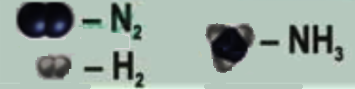 – N₂
– H₂
– NH₃